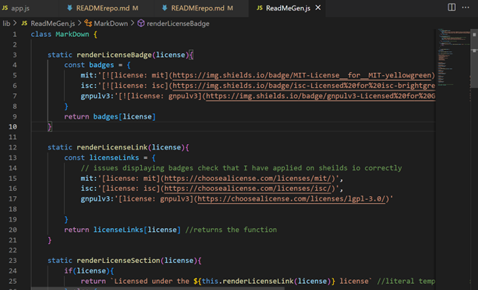 app.js
READMErepo.md M
READMErepo.md M
ReadMeGen.js
lib > ReadMeGen.js > MarkDown > renderLicenseBadge
1 class MarkDown {
2
3 static renderLicenseBadge(license){
4 const badges = {
5 mit:'[![license: mit](https://img.shields.io/badge/MIT-License__for__MIT-yellowgreen)
6 isc:'[![license: isc](https://img.shields.io/badge/isc-Licensed%20for%20isc-brightgre
7 gnpulv3:'[![license: gnpulv3](https://img.shields.io/badge/gnpulv3-Licensed%20for%20G
8 }
9 return badges[license]
10 }
11
12 static renderLicenseLink(license){
13 const licenseLinks = {
14 // issues displaying badges check that I have applied on sheilds io correctly
15 mit:'[license: mit](https://choosealicense.com/licenses/mit/)',
16 isc:'[license: isc](https://choosealicense.com/licenses/isc/)',
17 gnpulv3:'[license: gnpulv3](https://choosealicense.com/licenses/lgpl-3.0/)'
18
19 }
20 return licenseLinks[license] //returns the function
21 }
22
23 static renderLicenseSection(license){
24 if(license){
25 return `Licensed under the ${this.renderLicenseLink(license)} license` //literal temp